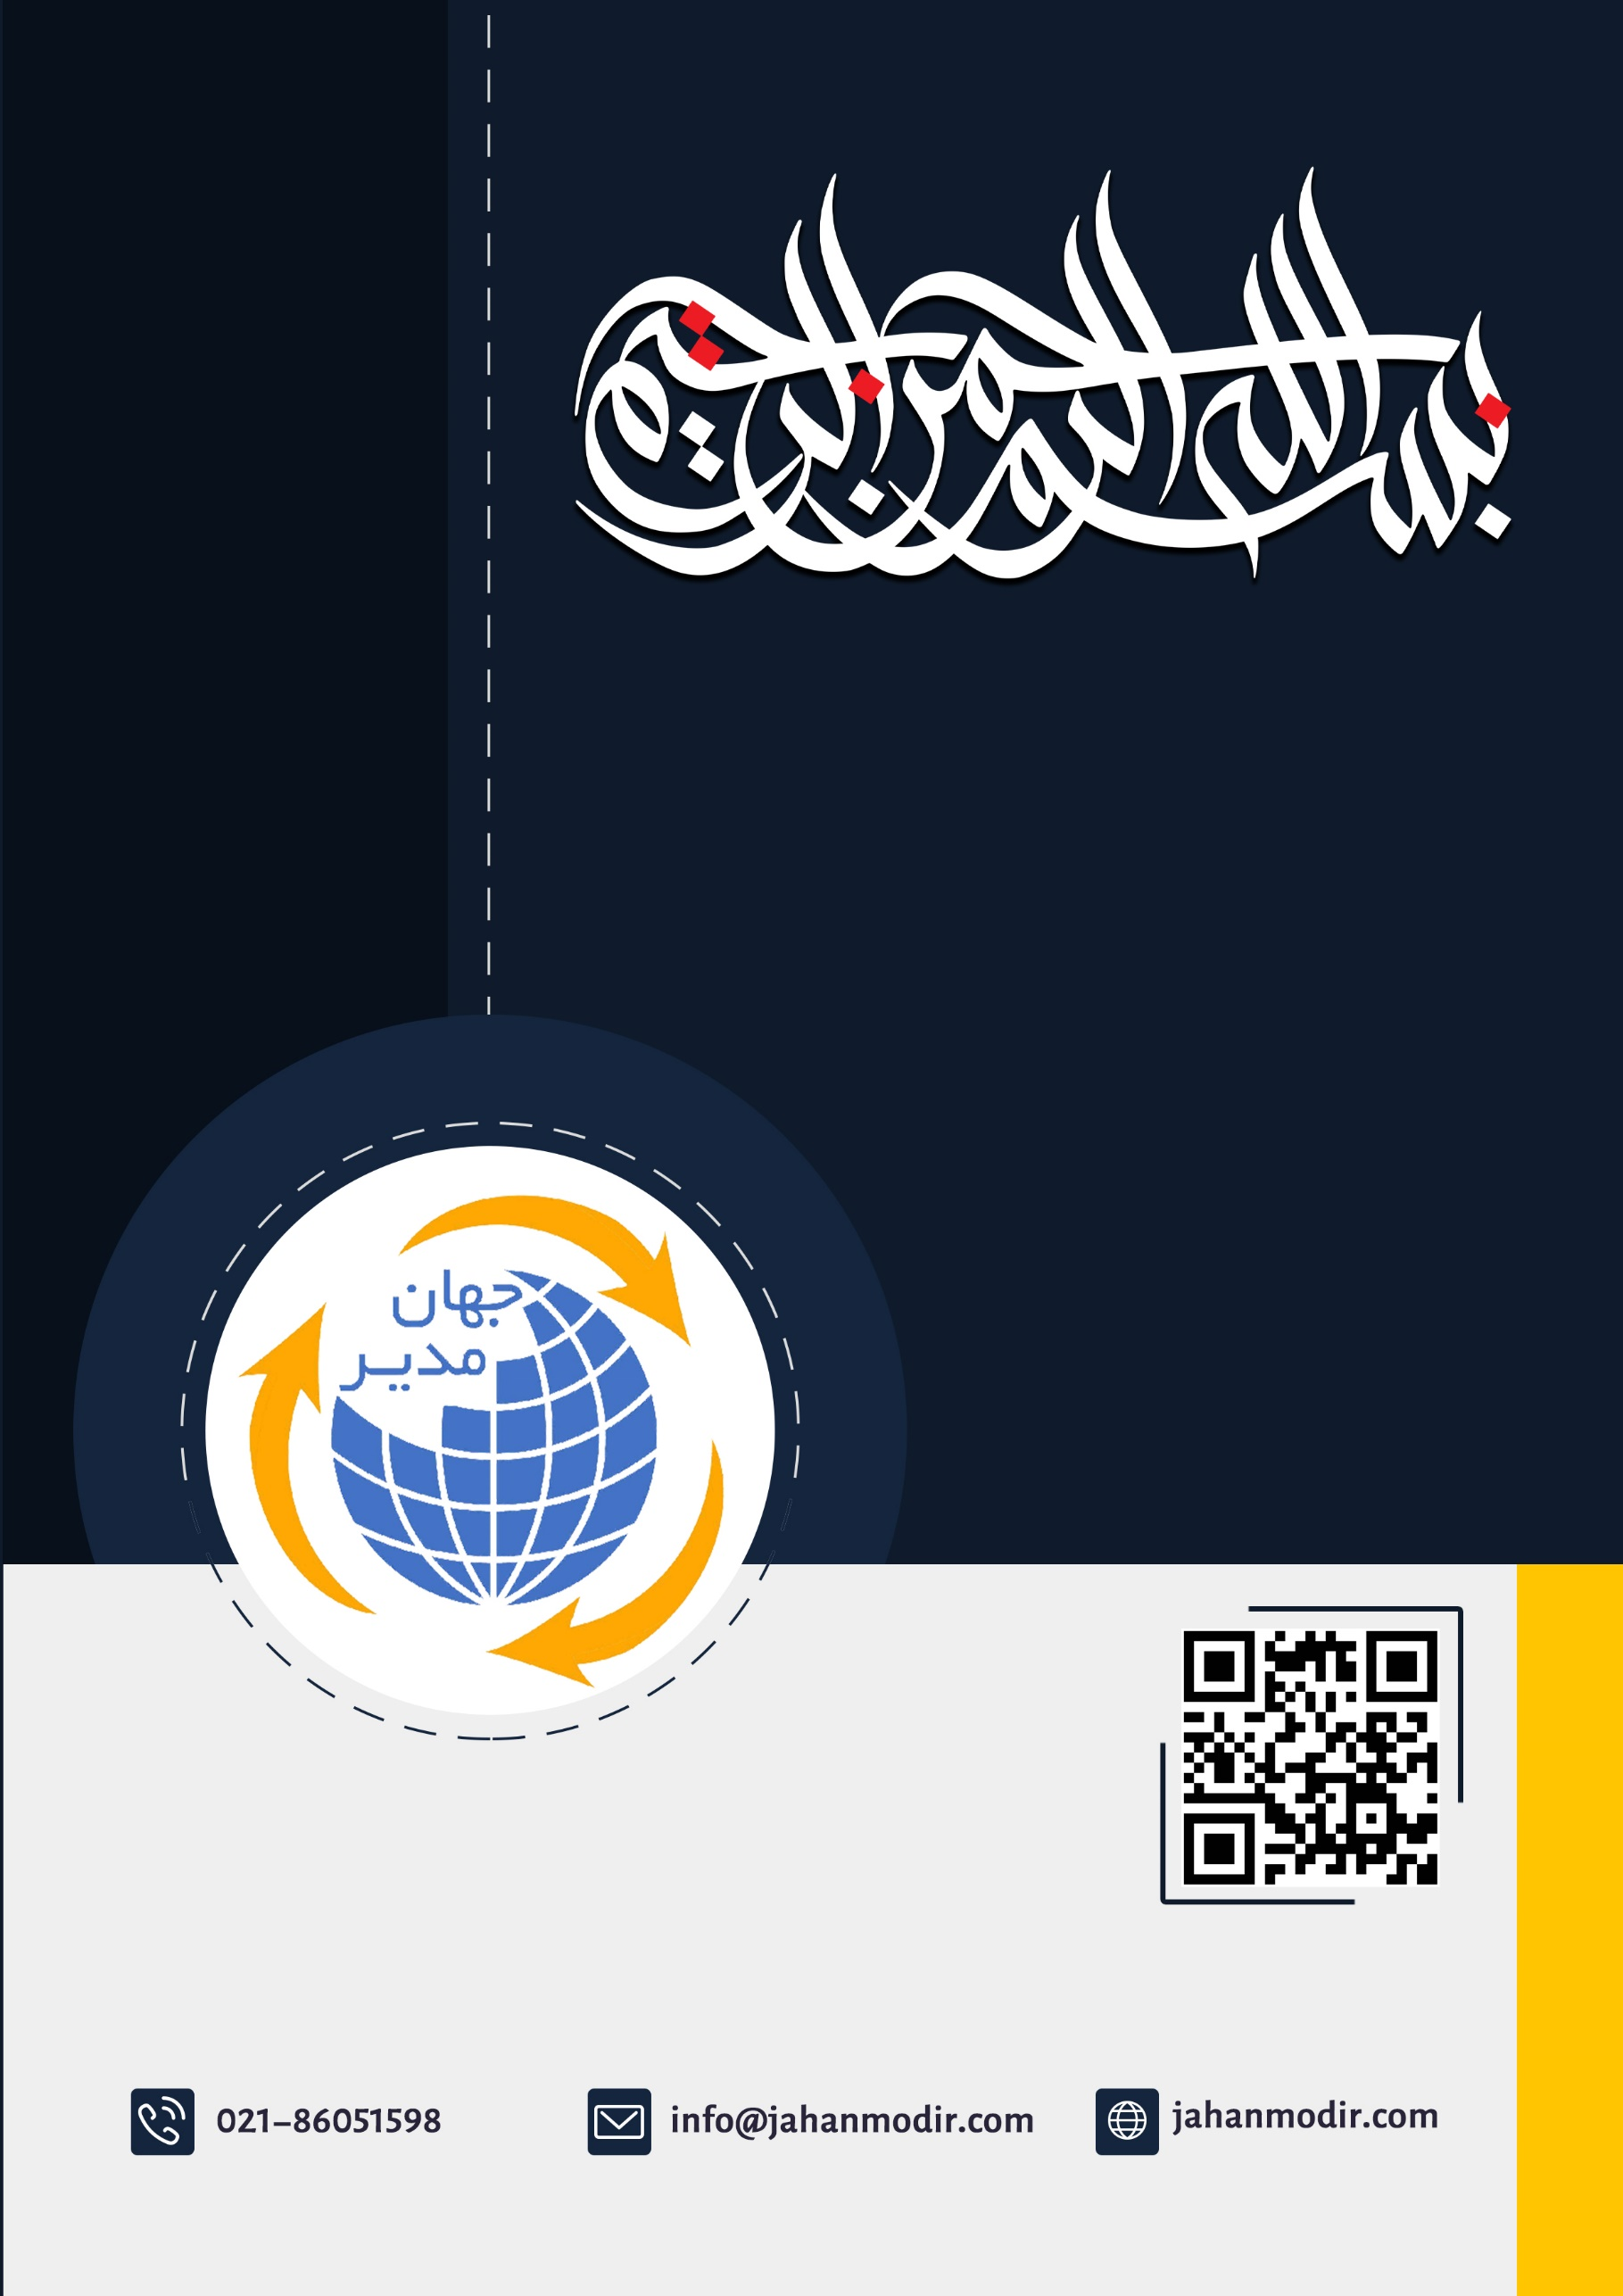 بسم الله الرحمن الرحیم
جهان
مدیر
021-86051598
info@jahanmodir.com
jahanmodir.com